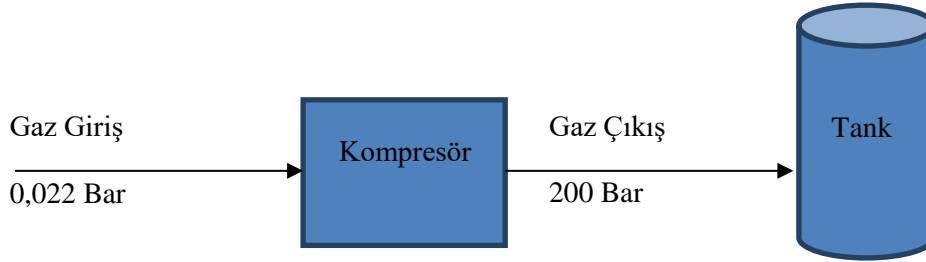 Gaz Giriş
0,022 Bar
Kompresör
Gaz Çıkış
200 Bar
Tank